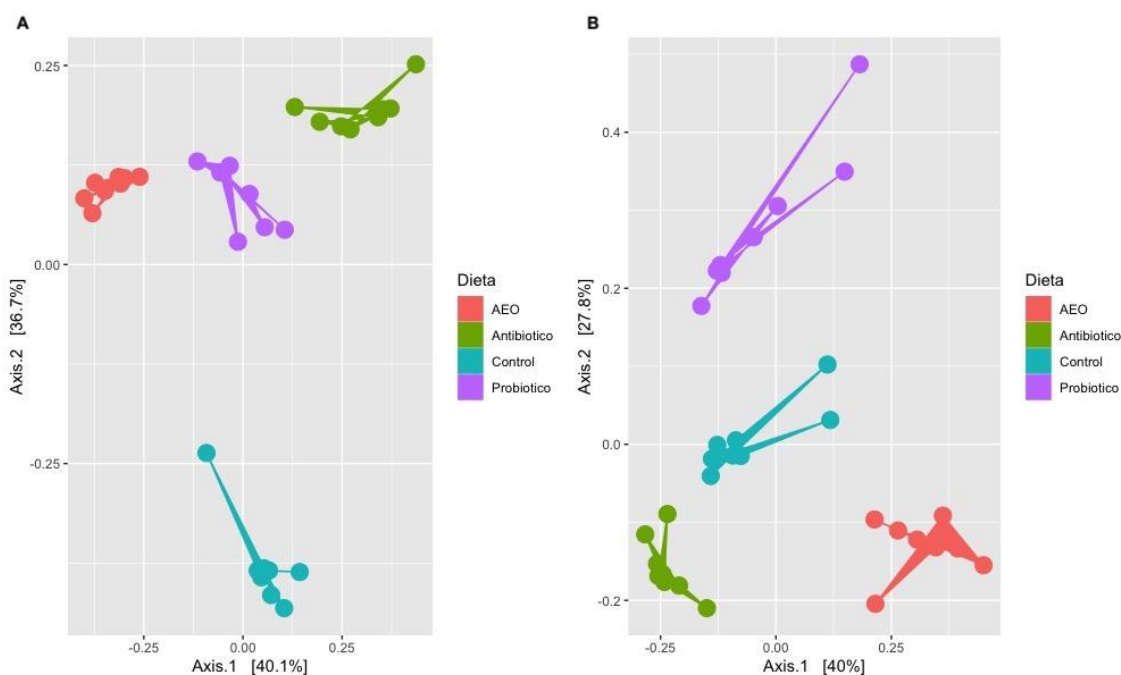 A
0.25
0.00
-0.25
Axis.2 [36.7%]
-0.25
0.00
0.25
Axis.1 [40.1%]
Dieta
AEO
Antibiotico
Control
Probiotico
B
0.4
0.2
0.0
-0.2
Axis.2 [27.8%]
-0.25
0.00
0.25
Axis.1 [40%]
Dieta
AEO
Antibiotico
Control
Probiotico